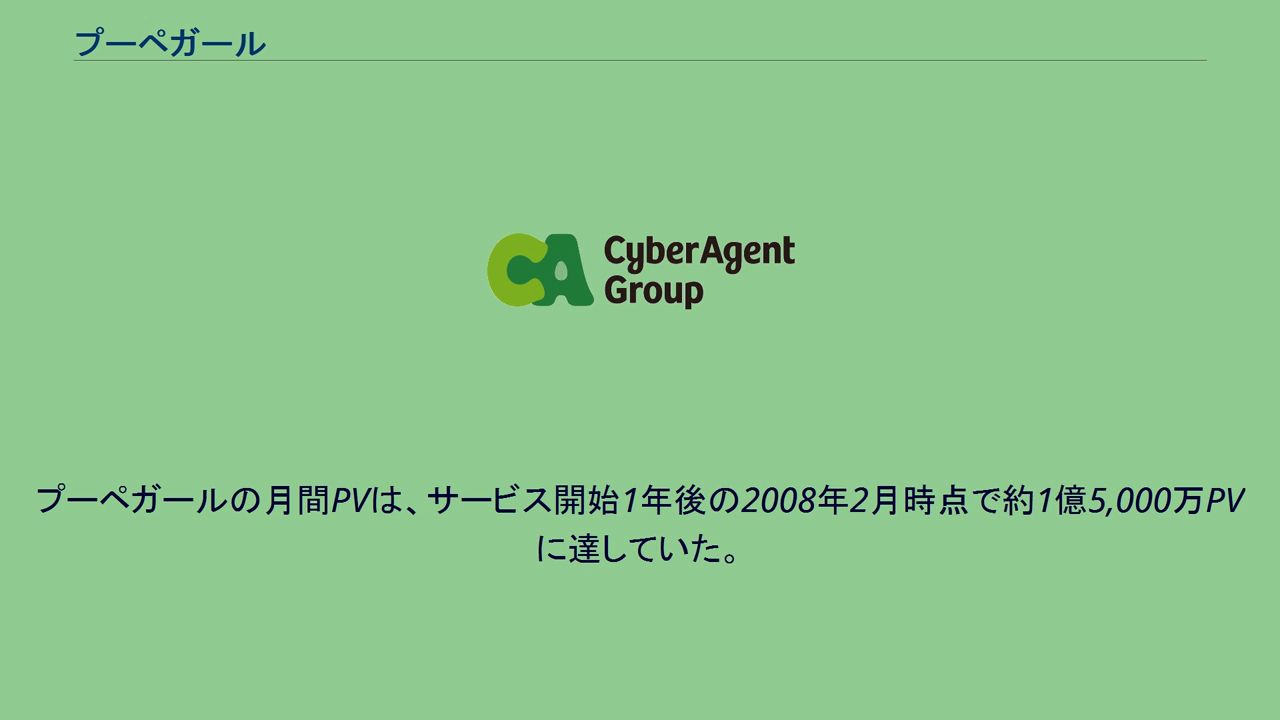 プーペガール
CA
CyberAgent
Group
プーペガールの月間PVは、サービス開始1年後の2008年2月時点で約1億5,000万PV
に達していた。